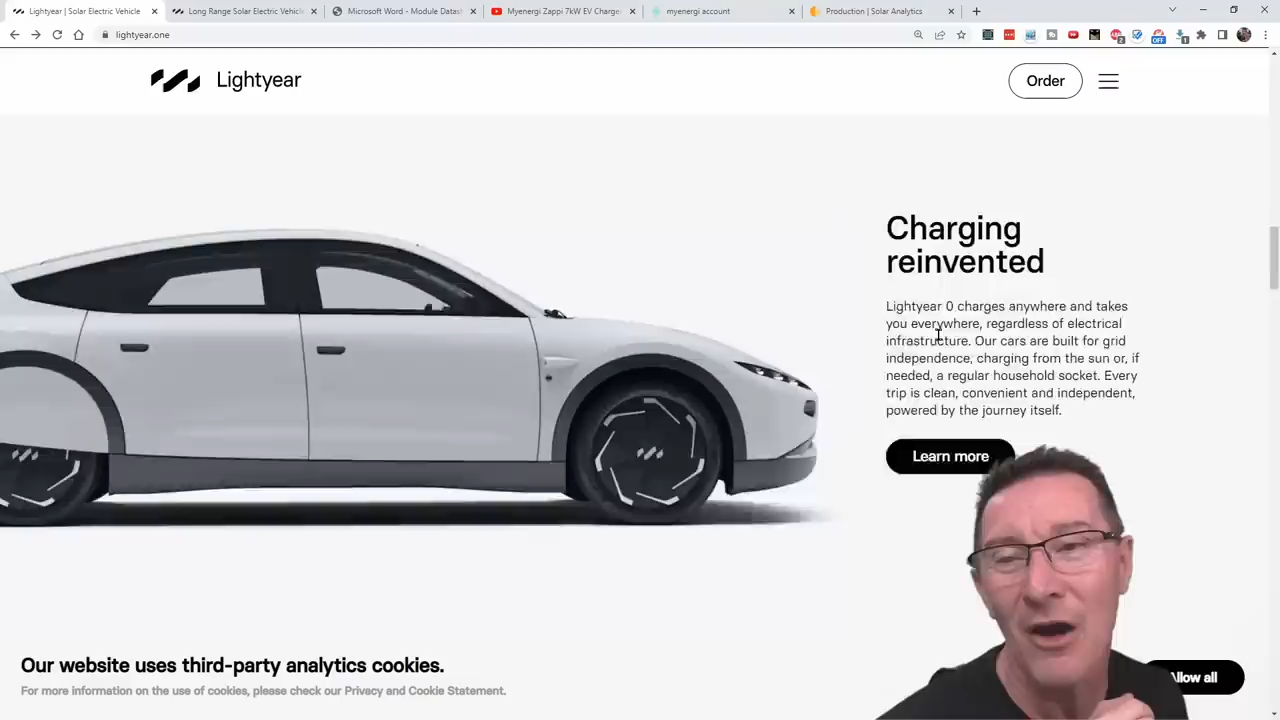 Lightyear | Solar Electric Vehicle
Long Range Solar Electric Vehicle
Microsoft Word - Module Datas
Myenergi Zappi 7kW EV Charge
myenergi account
Production | Solar Analytics
lightyear.one
Lightyear
Order
Charging
reinvented
Lightyear 0 charges anywhere and takes
you everywhere, regardless of electrical
infrastructure. Our cars are built for grid
independence, charging from the sun or, if
needed, a regular household socket. Every
trip is clean, convenient and independent,
powered by the journey itself.
Learn more
Our website uses third-party analytics cookies.
For more information on the use of cookies, please check our Privacy and Cookie Statement.
Allow all